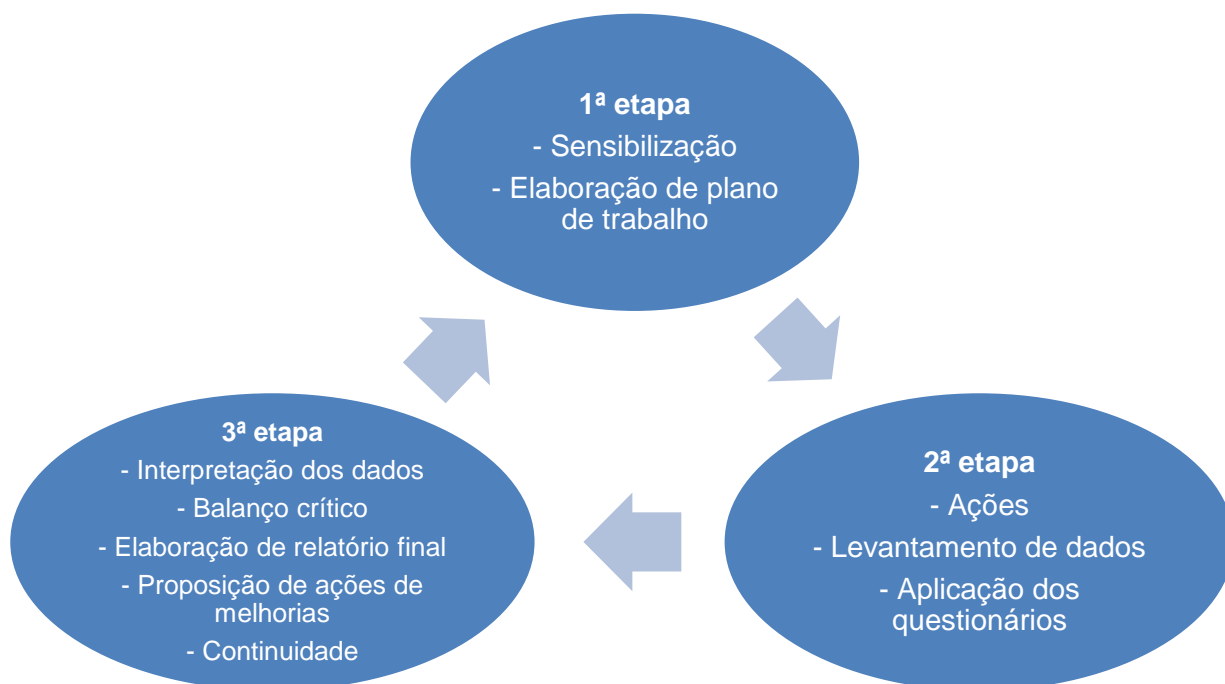 1ª etapa
- Sensibilização
- Elaboração de plano
de trabalho
2ª etapa
- Ações
- Levantamento de dados
- Aplicação dos
questionários
3ª etapa
- Interpretação dos dados
- Balanço crítico
- Elaboração de relatório final
- Proposição de ações de
melhorias
- Continuidade